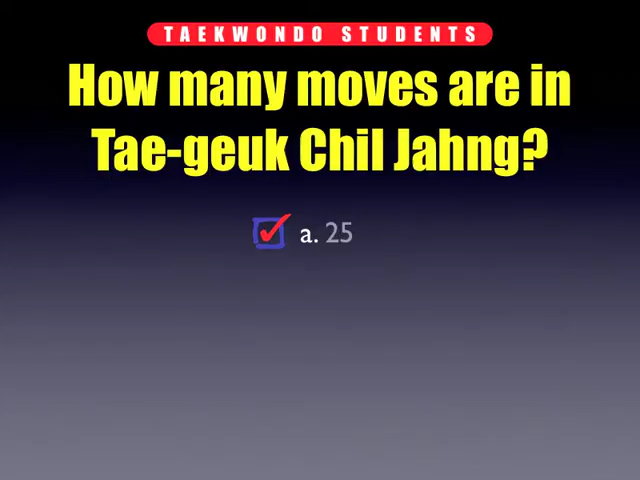 TAEKWONDO STUDENTS
How many moves are in
Tae-geuk Chil Jahng?
a. 25